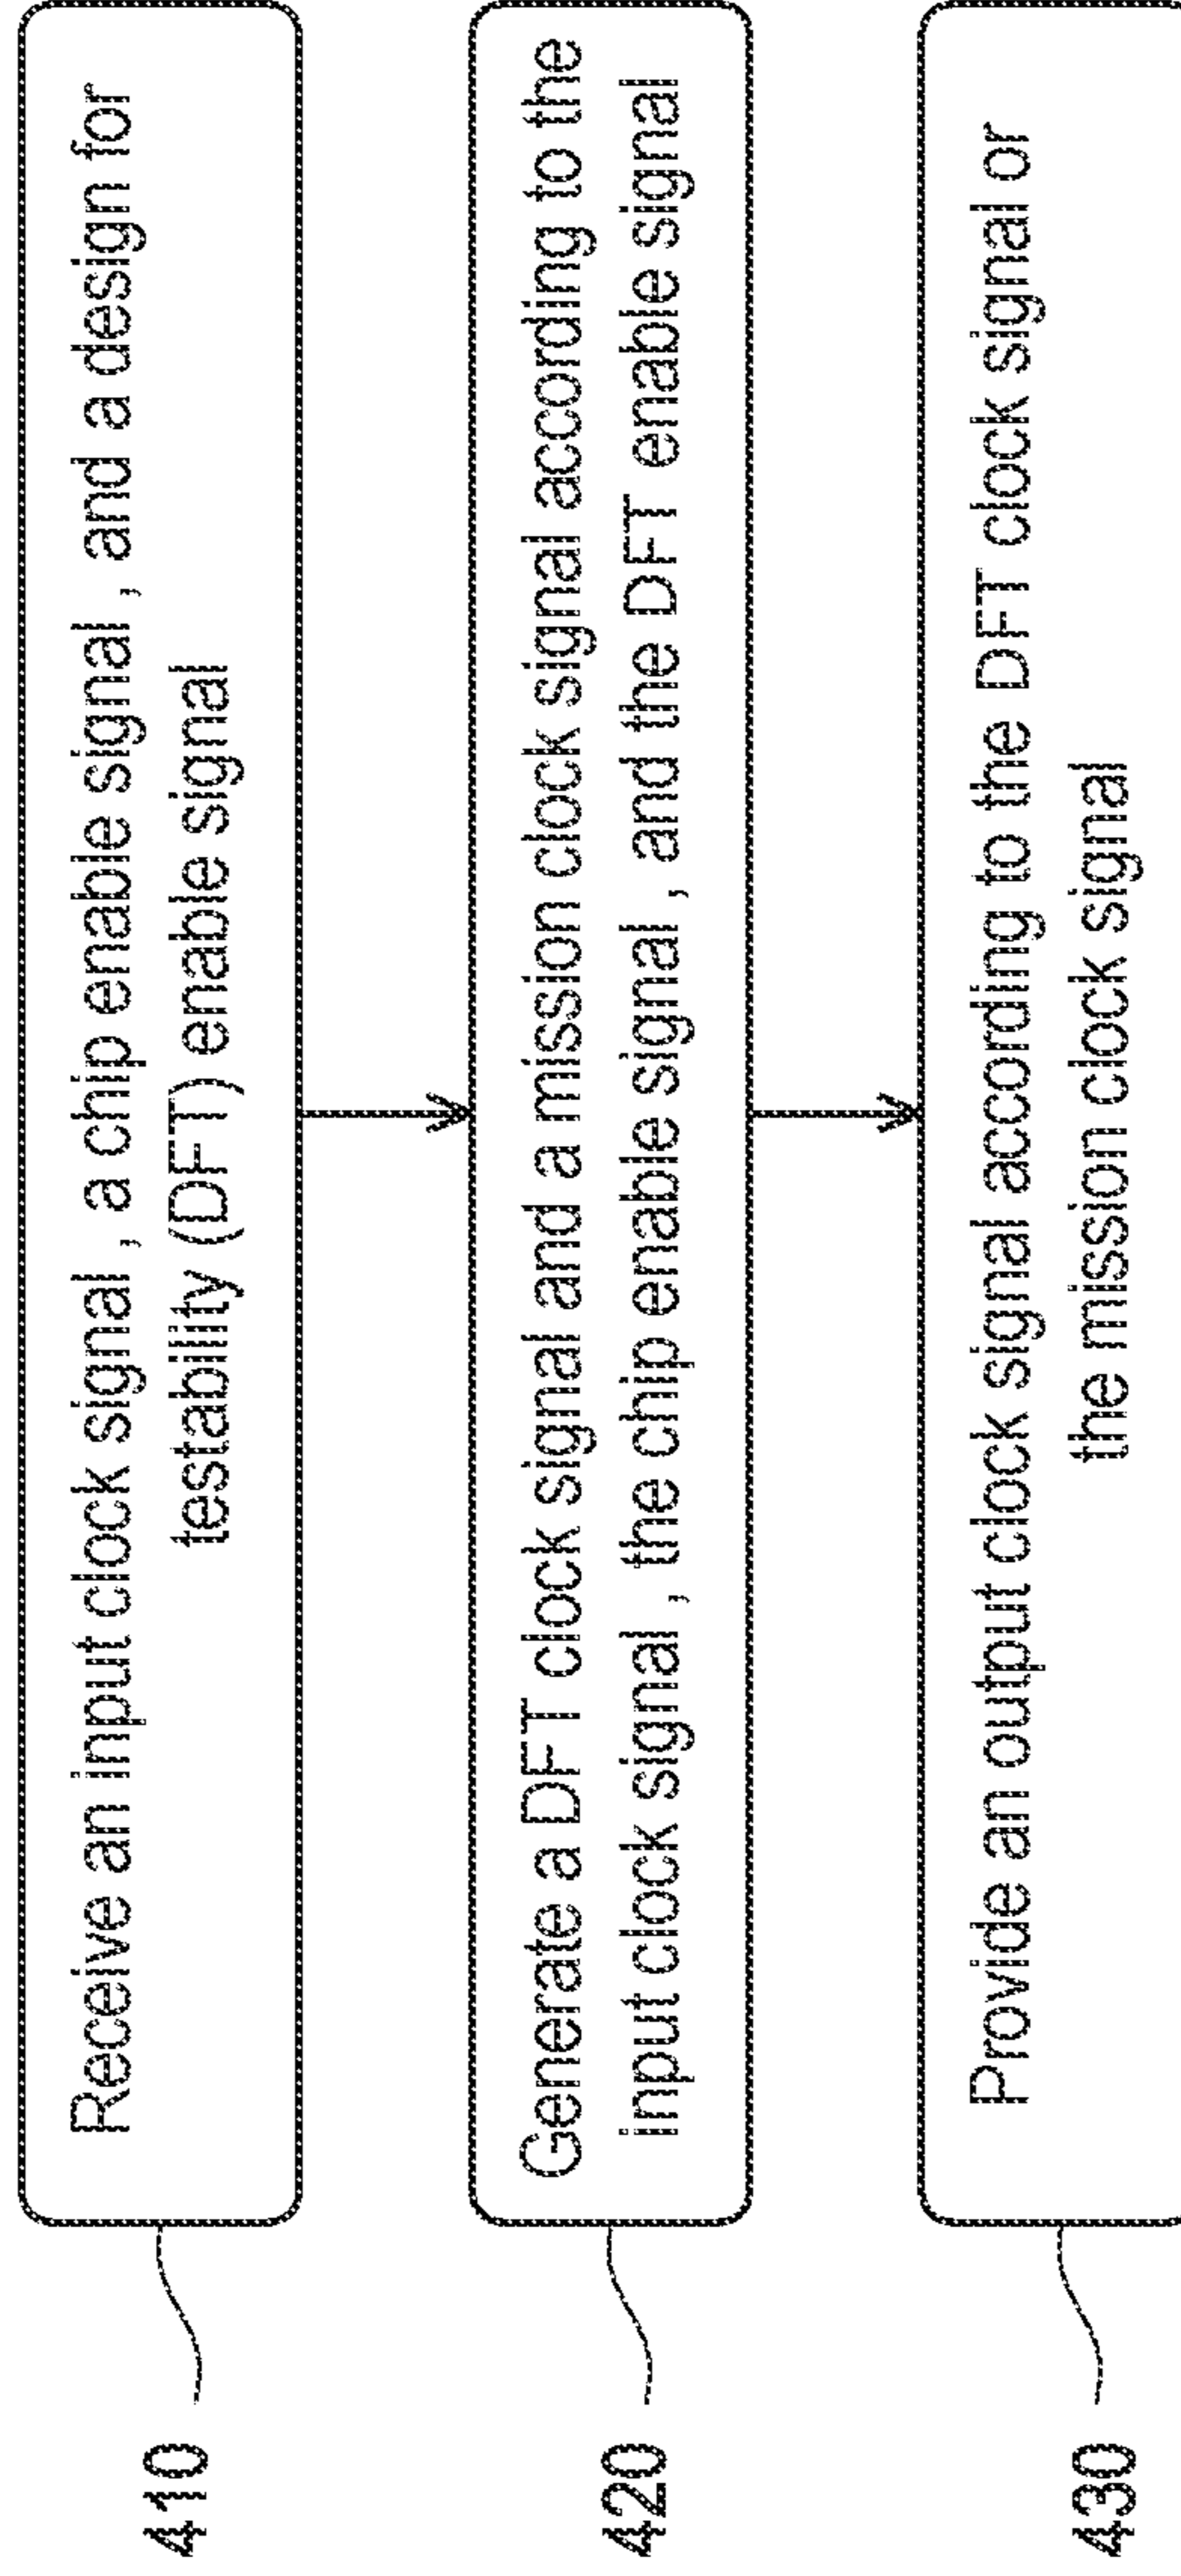 410
Receive an input clock signal , a chip enable signal , and a design for
testability (DFT) enable signal
420
Generate a DFT clock signal and a mission clock signal according to the
input clock signal , the chip enable signal , and the DFT enable signal
430
Provide an output clock signal according to the DFT clock signal or
the mission clock signal